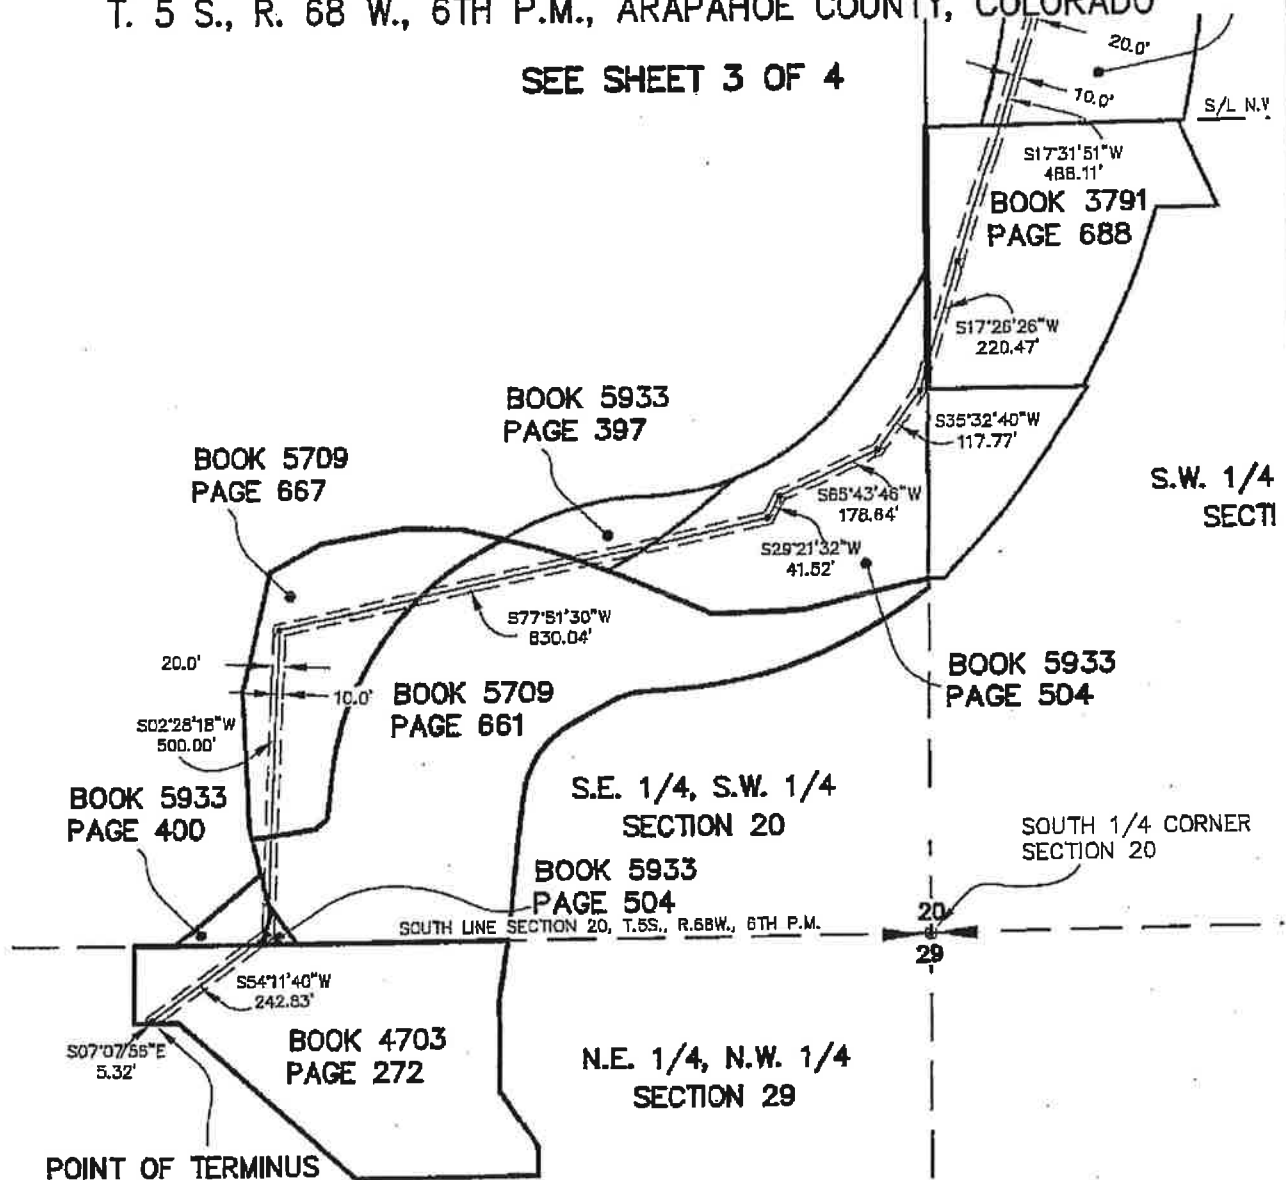 T. 5 S., R. 68 W., 6TH P.M., ARAPAHOE COUNTY, COLORADO
SEE SHEET 3 OF 4
20.0'
10.0'
S/L N.W
S17°31'51"W
488.11'
BOOK 3791
PAGE 688
S17°26'26"W
220.47'
BOOK 5933
PAGE 397
S35°32'40"W
117.77'
BOOK 5709
PAGE 667
S.W. 1/4
SECTI
S65°43'46"W
178.64'
S29°21'32"W
41.52'
S77°51'30"W
830.04'
20.0'
10.0'
BOOK 5709
PAGE 661
BOOK 5933
PAGE 504
S02°28'18"W
500.00'
BOOK 5933
PAGE 400
S.E. 1/4, S.W. 1/4
SECTION 20
SOUTH 1/4 CORNER
SECTION 20
BOOK 5933
PAGE 504
SOUTH LINE SECTION 20, T.5S., R.68W., 6TH P.M.
20
29
S54°11'40"W
242.83'
BOOK 4703
PAGE 272
N.E. 1/4, N.W. 1/4
SECTION 29
S07°07'55"E
5.32'
POINT OF TERMINUS